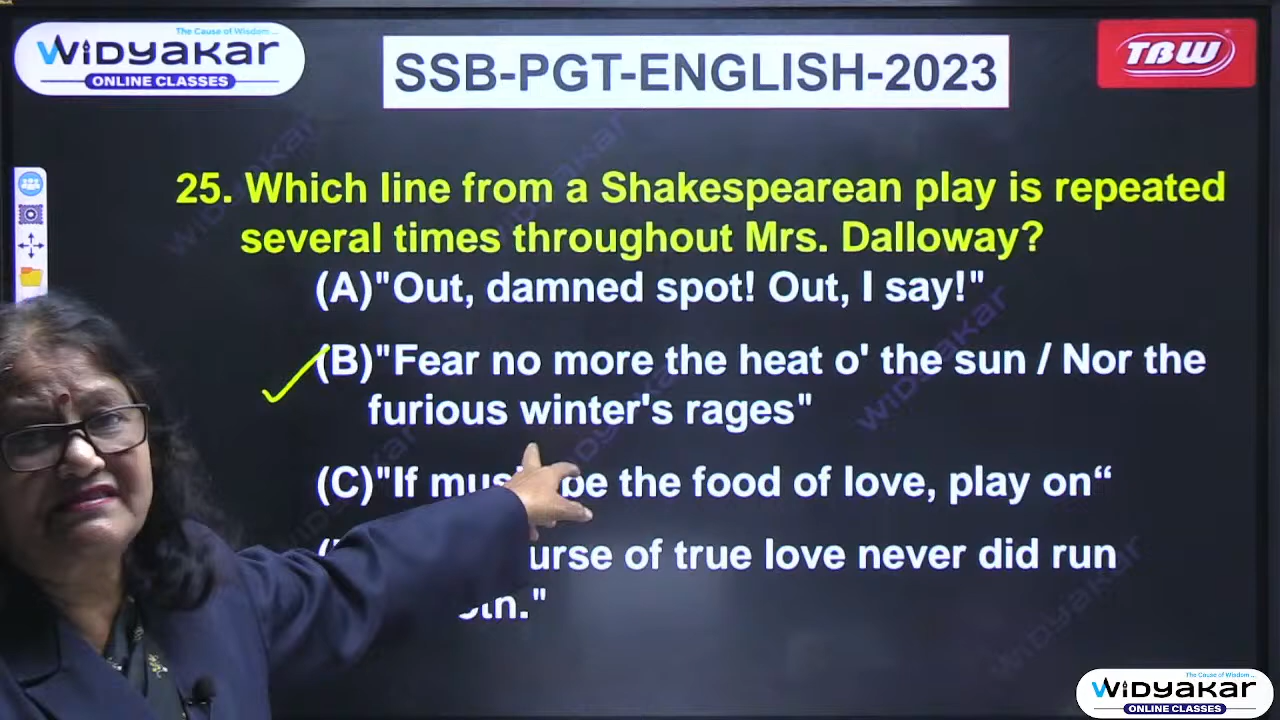 The Cause of Wisdom...
WIDYAKAR
ONLINE CLASSES
SSB-PGT-ENGLISH-2023
TBW
25. Which line from a Shakespearean play is repeated
several times throughout Mrs. Dalloway?
(A)"Out, damned spot! Out, I say!"
(B)"Fear no more the heat o' the sun / Nor the
furious winter's rages"
(C)"If be the food of love, play on“
of true love never did run
The Cause of Wisdom...
WIDYAKAR
ONLINE CLASSES